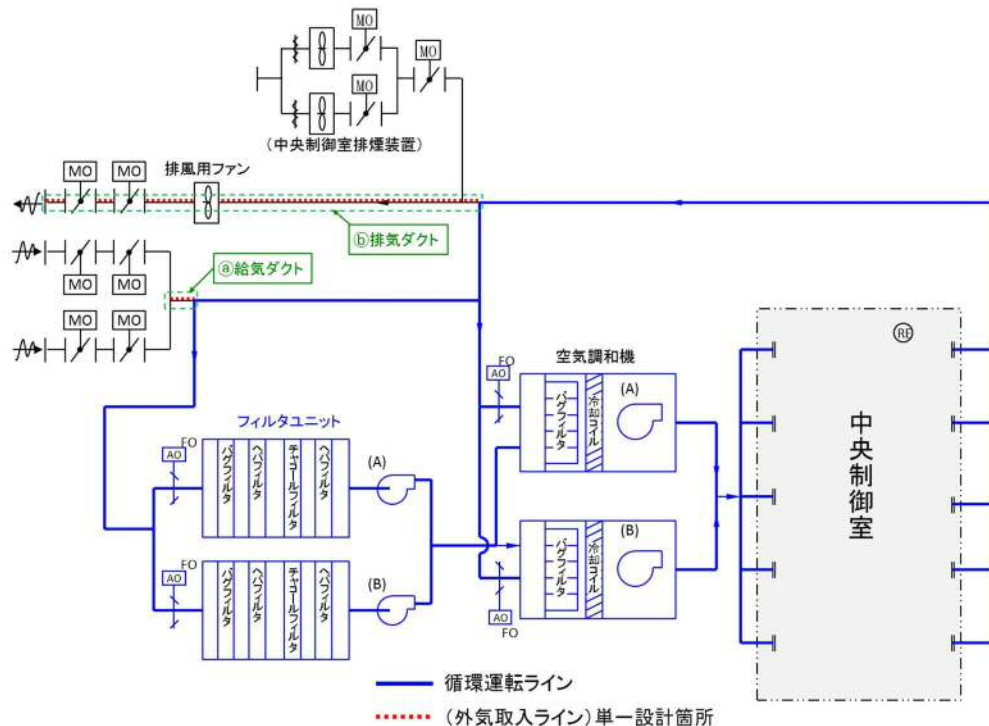 MO
MO
MO
(中央制御室排煙装置)
排風用ファン
MO
MO
ⓑ排気ダクト
ⓐ給気ダクト
MO
MO
MO
MO
RE
空気調和機
FO
AO
バグフィルタ
冷却コイル
(A)
中央制御室
フィルタユニット
FO
AO
バグフィルタ
ヘパフィルタ
チャコールフィルタ
ヘパフィルタ
(A)
バグフィルタ
冷却コイル
(B)
AO
FO
FO
AO
バグフィルタ
ヘパフィルタ
チャコールフィルタ
ヘパフィルタ
(B)
循環運転ライン
(外気取入ライン)単一設計箇所